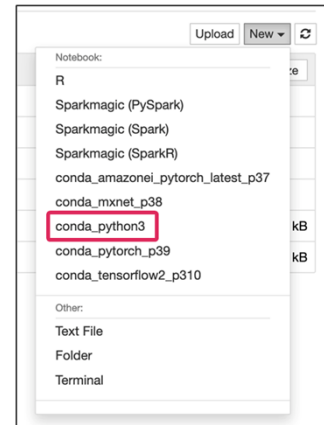 Upload New
Notebook:
ze
R
Sparkmagic (PySpark)
Sparkmagic (Spark)
Sparkmagic (SparkR)
conda_amazonei_pytorch_latest_p37
conda_mxnet_p38
conda_python3 kB
conda_pytorch_p39 kB
conda_tensorflow2_p310
Other:
Text File
Folder
Terminal